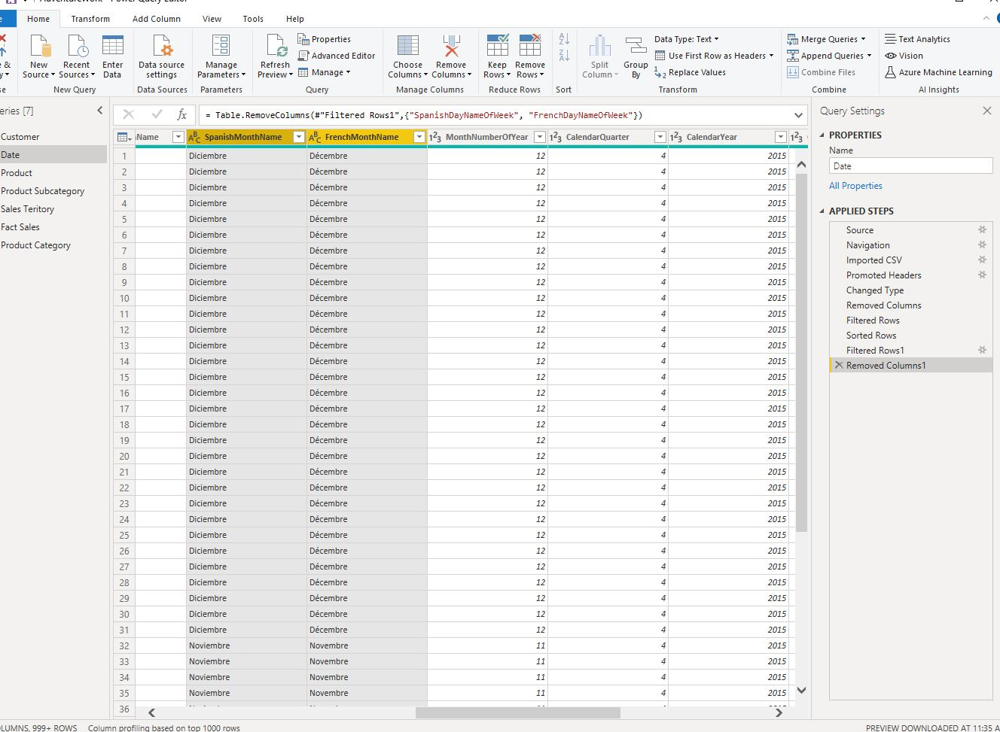 AdventureWork - Power Query Editor
Home Transform Add Column View Tools Help
New Source
Recent Sources
Enter Data
New Query
Data source settings
Data Sources
Manage Parameters
Parameters
Refresh Preview
Properties
Advanced Editor
Manage
Query
Choose Columns
Remove Columns
Manage Columns
Keep Rows
Remove Rows
Reduce Rows
Sort
Split Column
Group By
Data Type: Text
Use First Row as Headers
Replace Values
Transform
Merge Queries
Append Queries
Combine Files
Combine
Text Analytics
Vision
Azure Machine Learning
AI Insights
eries [7]
Customer
Date
Product
Product Subcategory
Sales Teritory
Fact Sales
Product Category
fx = Table.RemoveColumns(#"Filtered Rows1",{"SpanishDayNameOfWeek", "FrenchDayNameOfWeek"})
Name ABC SpanishMonthName ABC FrenchMonthName 123 MonthNumberOfYear 123 CalendarQuarter 123 CalendarYear 123
1 Diciembre Décembre 12 4 2015
2 Diciembre Décembre 12 4 2015
3 Diciembre Décembre 12 4 2015
4 Diciembre Décembre 12 4 2015
5 Diciembre Décembre 12 4 2015
6 Diciembre Décembre 12 4 2015
7 Diciembre Décembre 12 4 2015
8 Diciembre Décembre 12 4 2015
9 Diciembre Décembre 12 4 2015
10 Diciembre Décembre 12 4 2015
11 Diciembre Décembre 12 4 2015
12 Diciembre Décembre 12 4 2015
13 Diciembre Décembre 12 4 2015
14 Diciembre Décembre 12 4 2015
15 Diciembre Décembre 12 4 2015
16 Diciembre Décembre 12 4 2015
17 Diciembre Décembre 12 4 2015
18 Diciembre Décembre 12 4 2015
19 Diciembre Décembre 12 4 2015
20 Diciembre Décembre 12 4 2015
21 Diciembre Décembre 12 4 2015
22 Diciembre Décembre 12 4 2015
23 Diciembre Décembre 12 4 2015
24 Diciembre Décembre 12 4 2015
25 Diciembre Décembre 12 4 2015
26 Diciembre Décembre 12 4 2015
27 Diciembre Décembre 12 4 2015
28 Diciembre Décembre 12 4 2015
29 Diciembre Décembre 12 4 2015
30 Diciembre Décembre 12 4 2015
31 Diciembre Décembre 12 4 2015
32 Noviembre Novembre 11 4 2015
33 Noviembre Novembre 11 4 2015
34 Noviembre Novembre 11 4 2015
35 Noviembre Novembre 11 4 2015
36
Query Settings
PROPERTIES
Name
Date
All Properties
APPLIED STEPS
Source
Navigation
Imported CSV
Promoted Headers
Changed Type
Removed Columns
Filtered Rows
Sorted Rows
Filtered Rows1
Removed Columns1
LUMNS, 999+ ROWS Column profiling based on top 1000 rows
PREVIEW DOWNLOADED AT 11:35 A